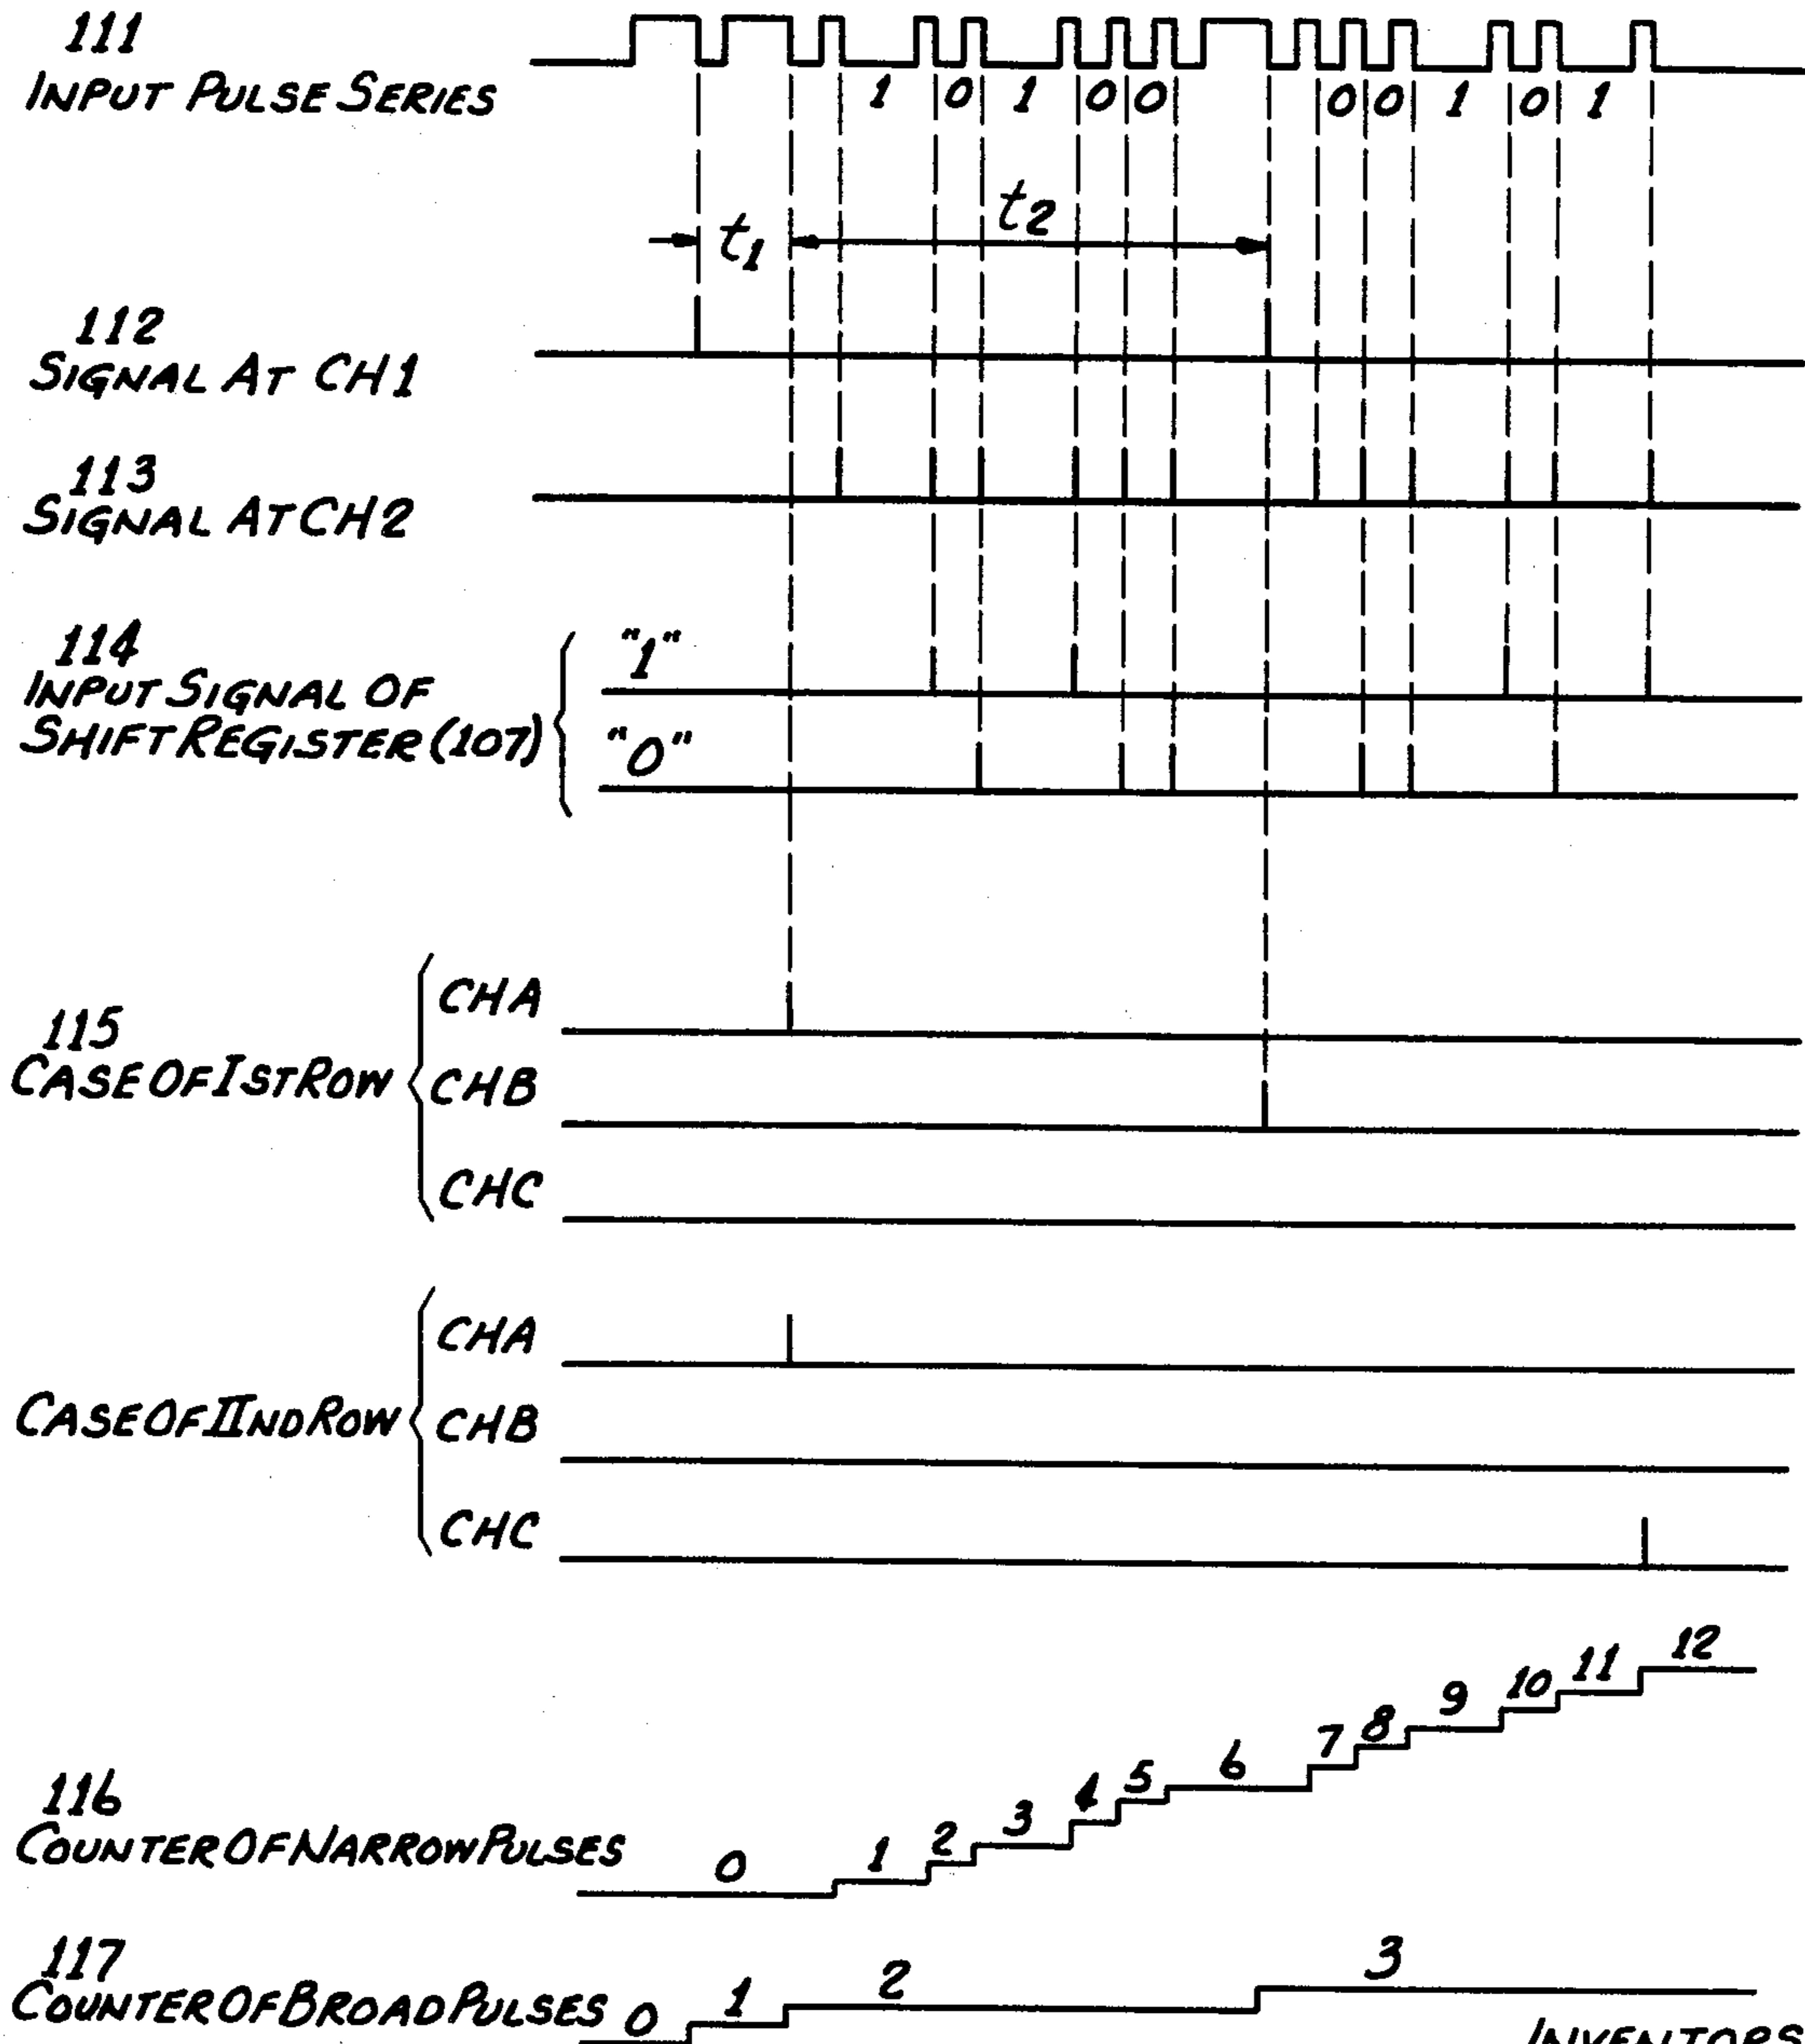 111
INPUT PULSE SERIES
1 0 1 0 0 0 0 1 0 1
t1 t2
112
SIGNAL AT CH1
113
SIGNAL AT CH2
114
INPUT SIGNAL OF
SHIFT REGISTER (107)
"1"
"0"
115
CASE OF IST ROW
CHA
CHB
CHC
CASE OF IIND ROW
CHA
CHB
CHC
116
COUNTER OF NARROW PULSES
0 1 2 3 4 5 6 7 8 9 10 11 12
117
COUNTER OF BROAD PULSES
0 1 2 3
INVENTORS